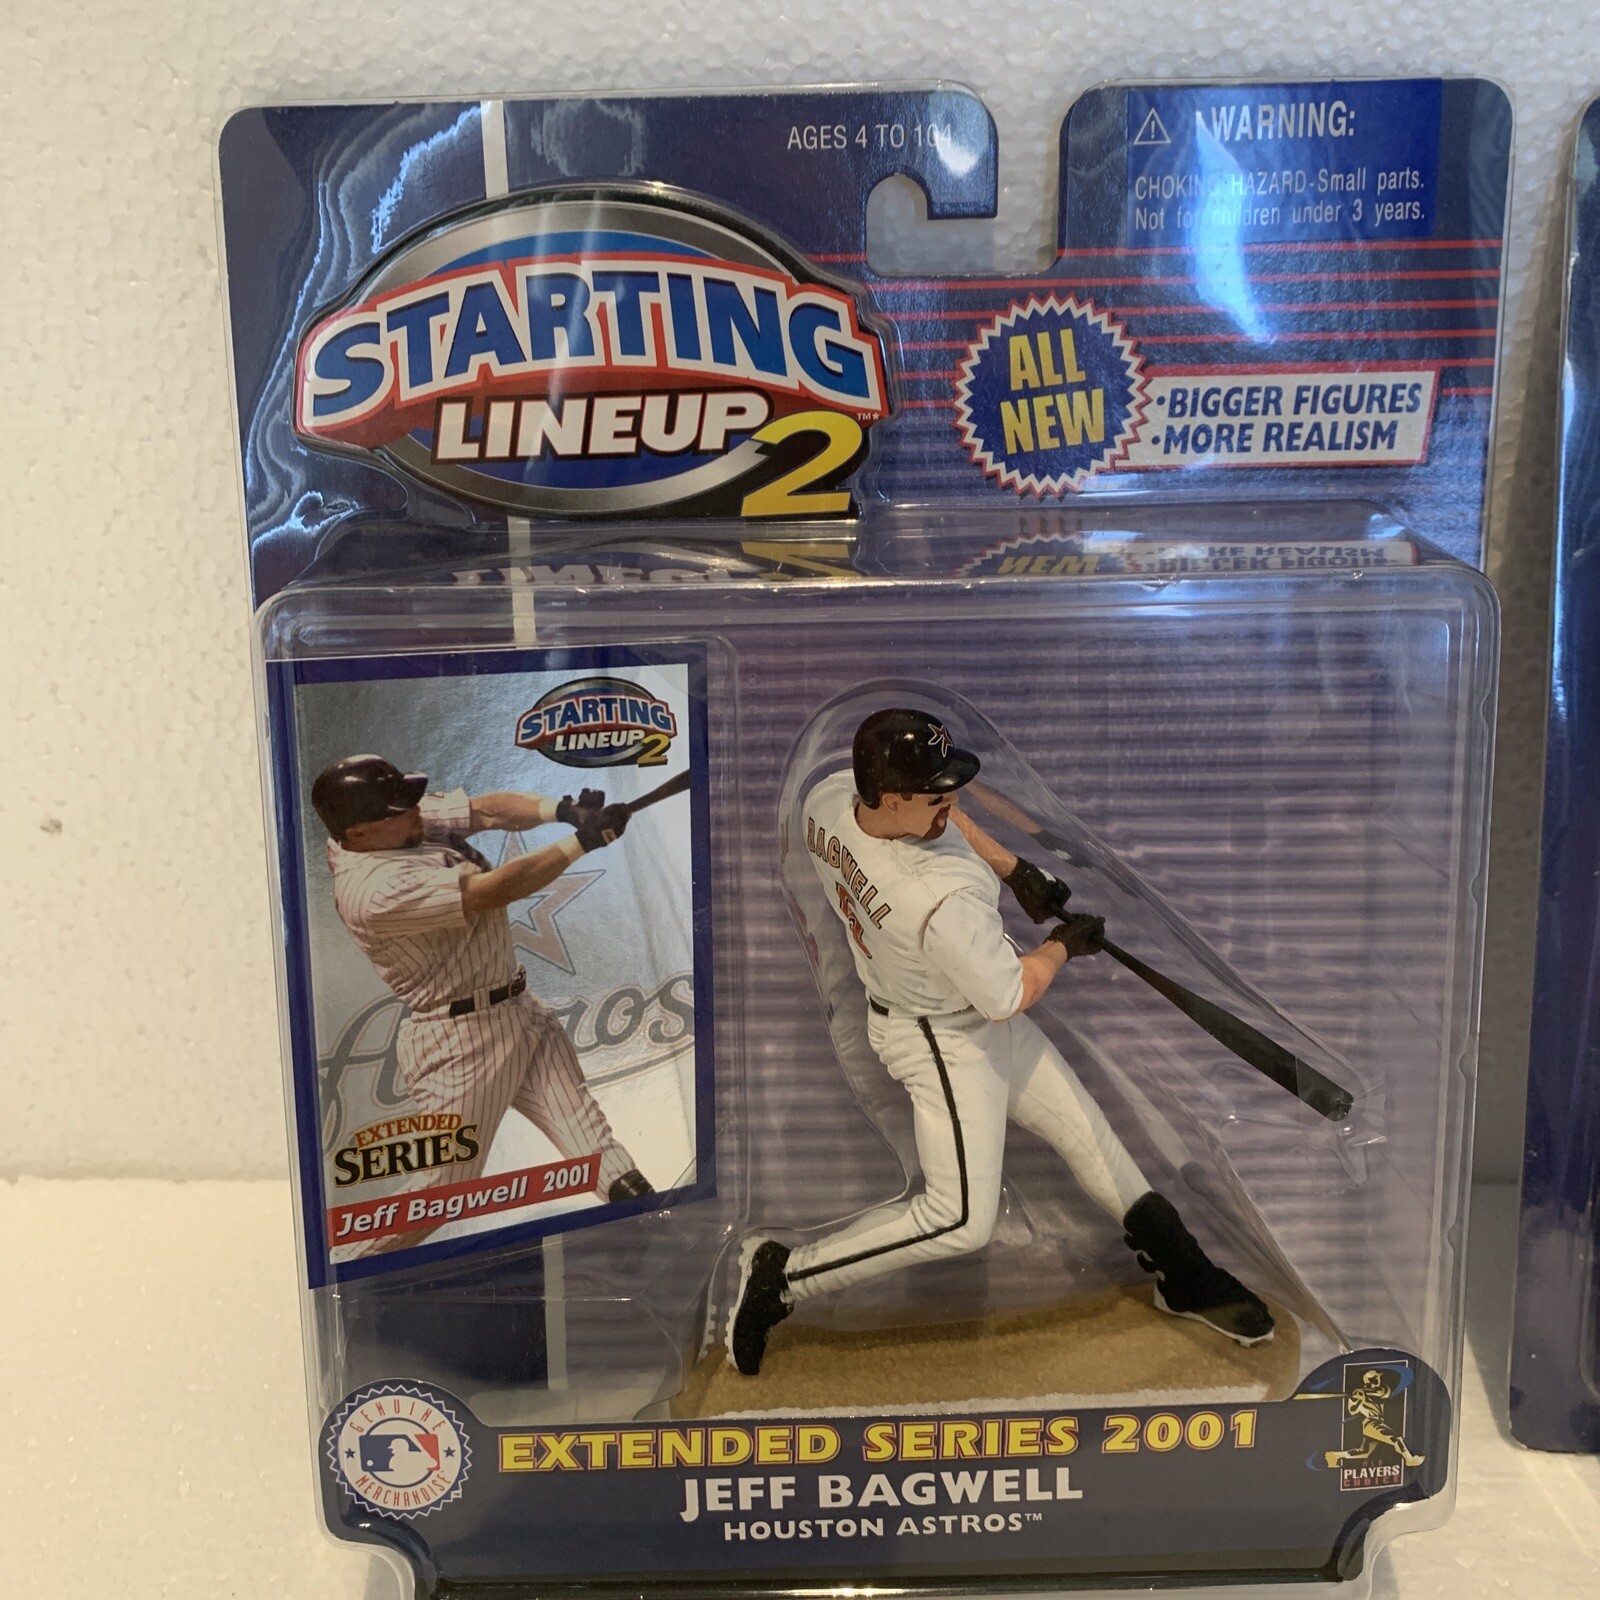 AGES 4 TO 104
WARNING:
CHOKING HAZARD-Small parts.
Not for children under 3 years.
STARTING
LINEUP 2
TM*
ALL
NEW
•BIGGER FIGURES
•MORE REALISM
STARTING
LINEUP 2
Astros
EXTENDED
SERIES
Jeff Bagwell 2001
BAGWELL
5
GENUINE
MERCHANDISE
EXTENDED SERIES 2001
JEFF BAGWELL
HOUSTON ASTROS™
PLAYERS
CHOICE